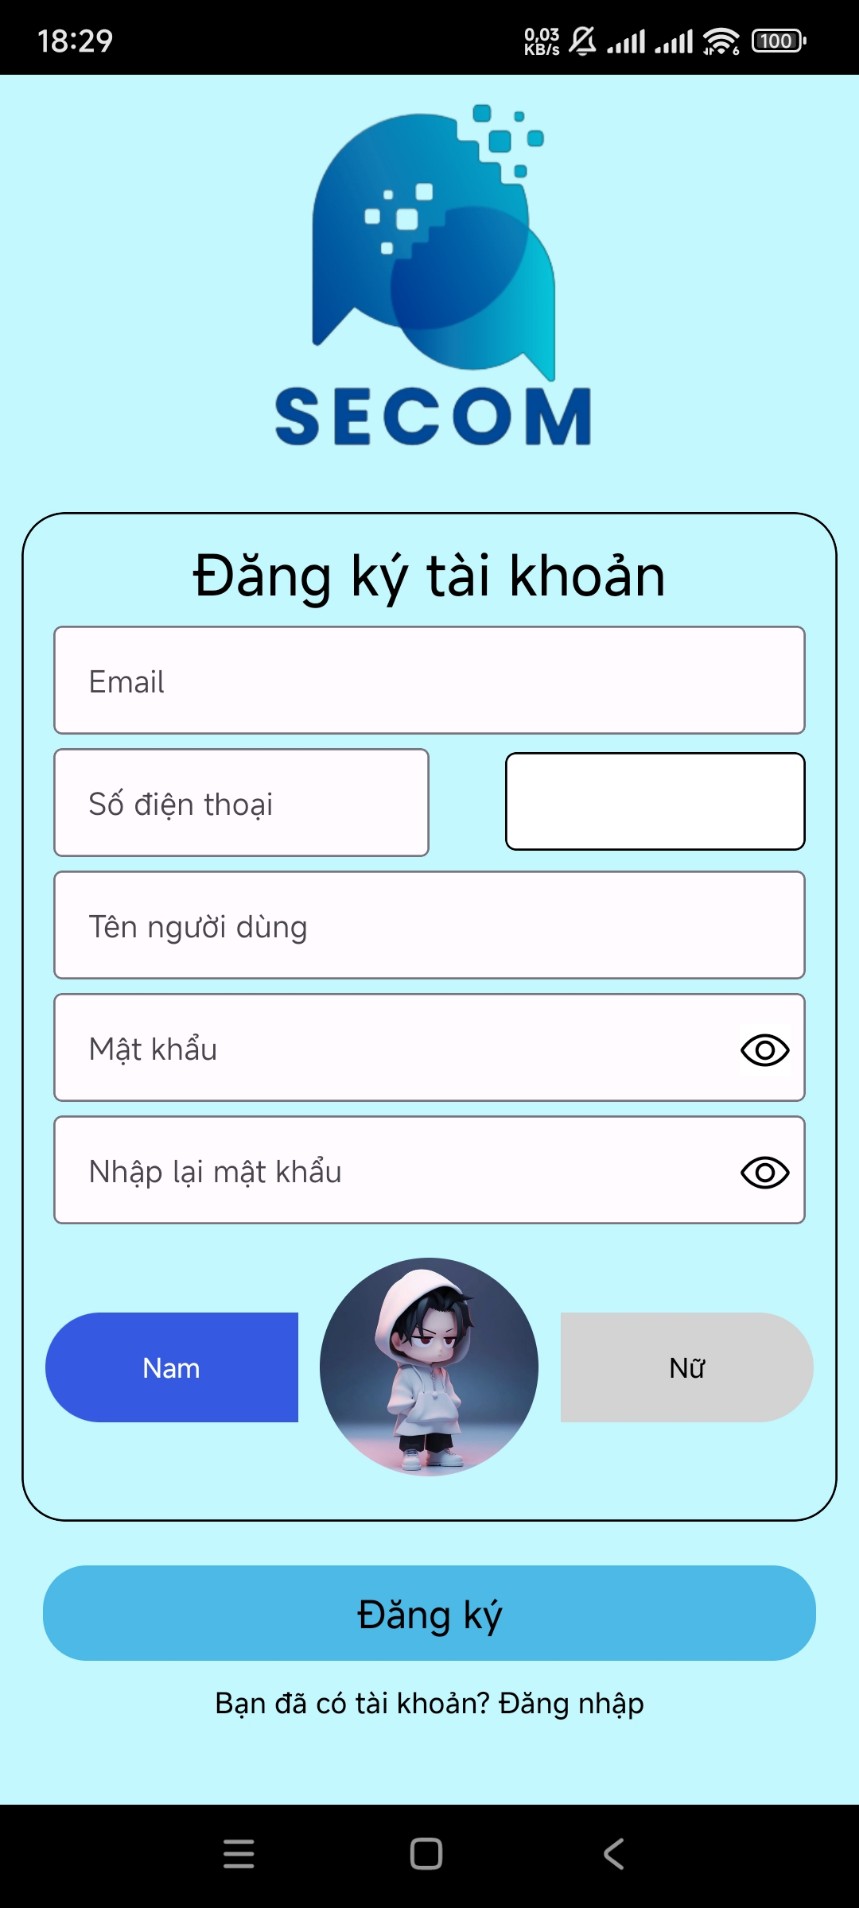 18:29
0,03
KB/s
6
100
SECOM
Đăng ký tài khoản
Email
Số điện thoại
Tên người dùng
Mật khẩu
Nhập lại mật khẩu
Nam
Nữ
Đăng ký
Bạn đã có tài khoản? Đăng nhập